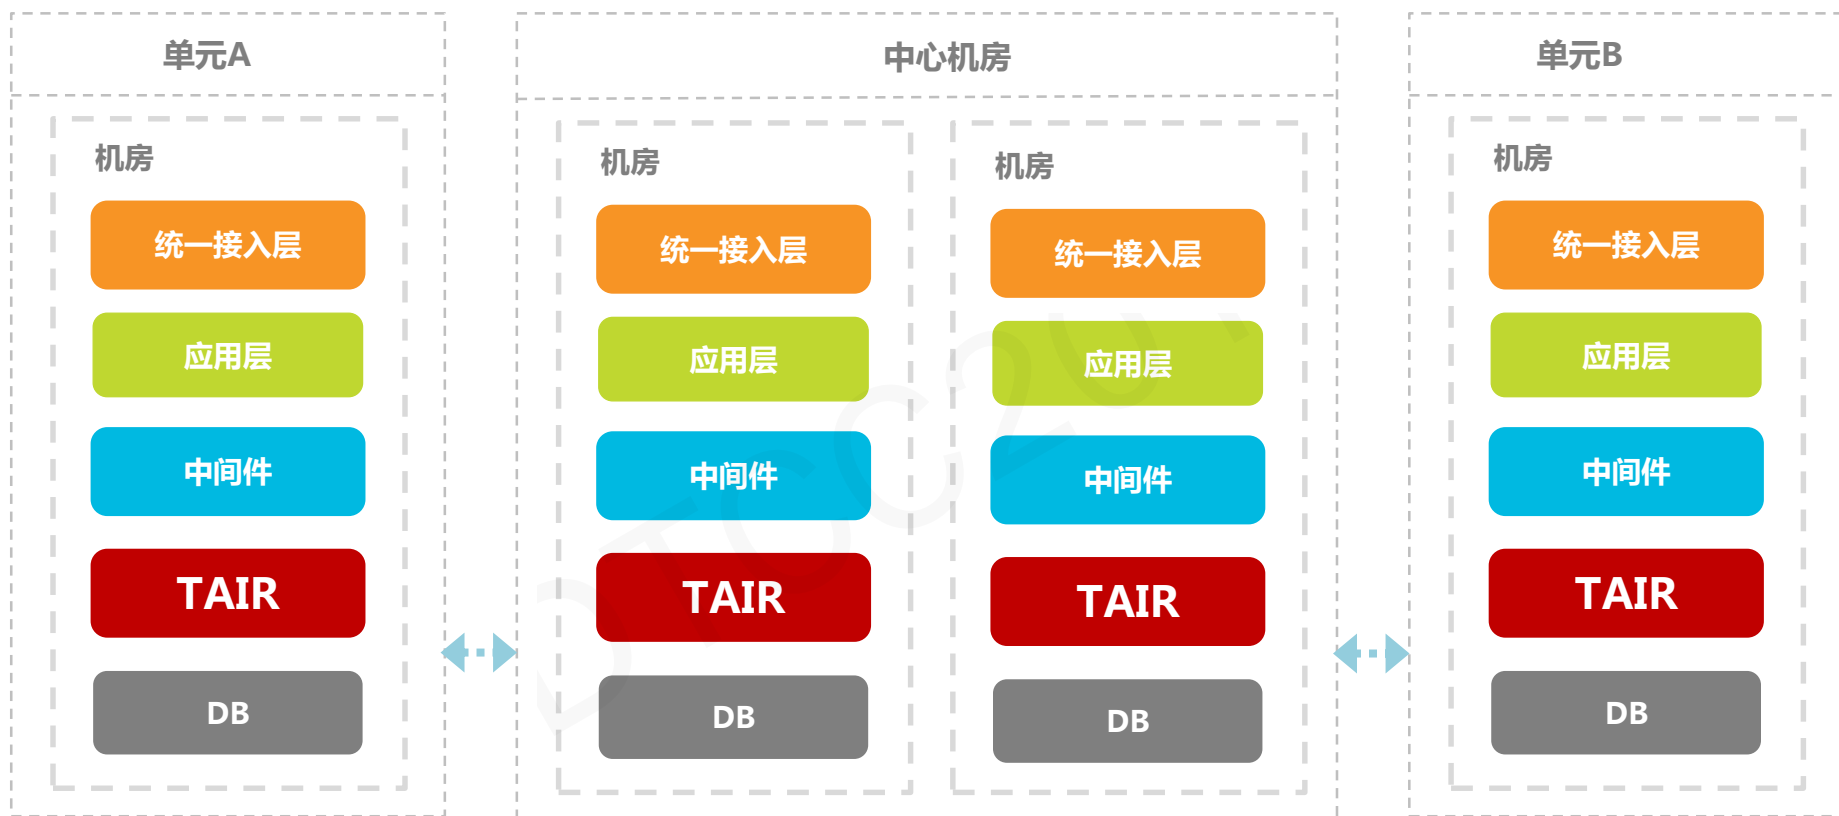 单元A
机房
统一接入层
应用层
中间件
TAIR
DB
中心机房
机房
统一接入层
应用层
中间件
TAIR
DB
机房
统一接入层
应用层
中间件
TAIR
DB
单元B
机房
统一接入层
应用层
中间件
TAIR
DB